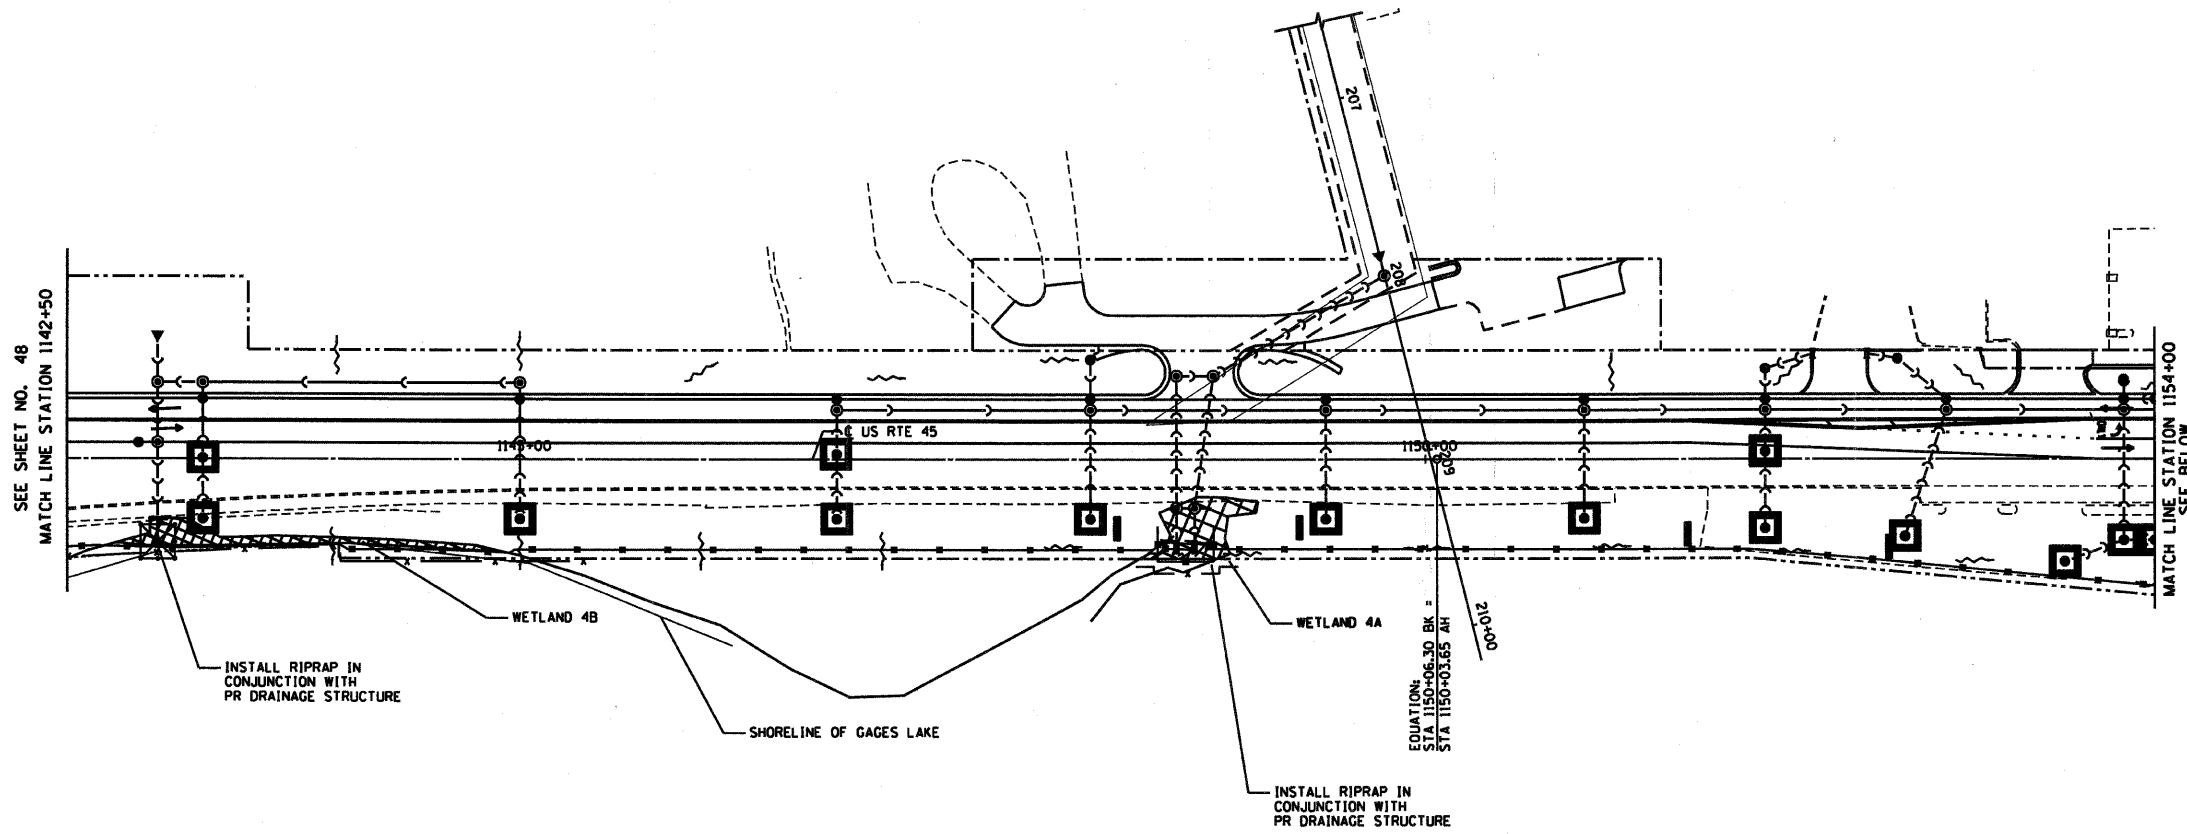 SEE SHEET NO. 48
MATCH LINE STATION 1142+50
207
208
209
210+00
1145+00
℄ US RTE 45
1150+00
MATCH LINE STATION 1154+00
SEE BELOW
WETLAND 4B
WETLAND 4A
INSTALL RIPRAP IN
CONJUNCTION WITH
PR DRAINAGE STRUCTURE
SHORELINE OF GAGES LAKE
EQUATION:
STA 1150+06.30 BK =
STA 1150+03.65 AH
INSTALL RIPRAP IN
CONJUNCTION WITH
PR DRAINAGE STRUCTURE